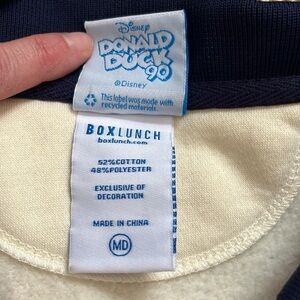 Disney
DONALD
DUCK
90
©Disney
This label was made with
recycled materials.
BOXLUNCH
boxlunch.com
52%COTTON
48%POLYESTER
EXCLUSIVE OF
DECORATION
MADE IN CHINA
MD